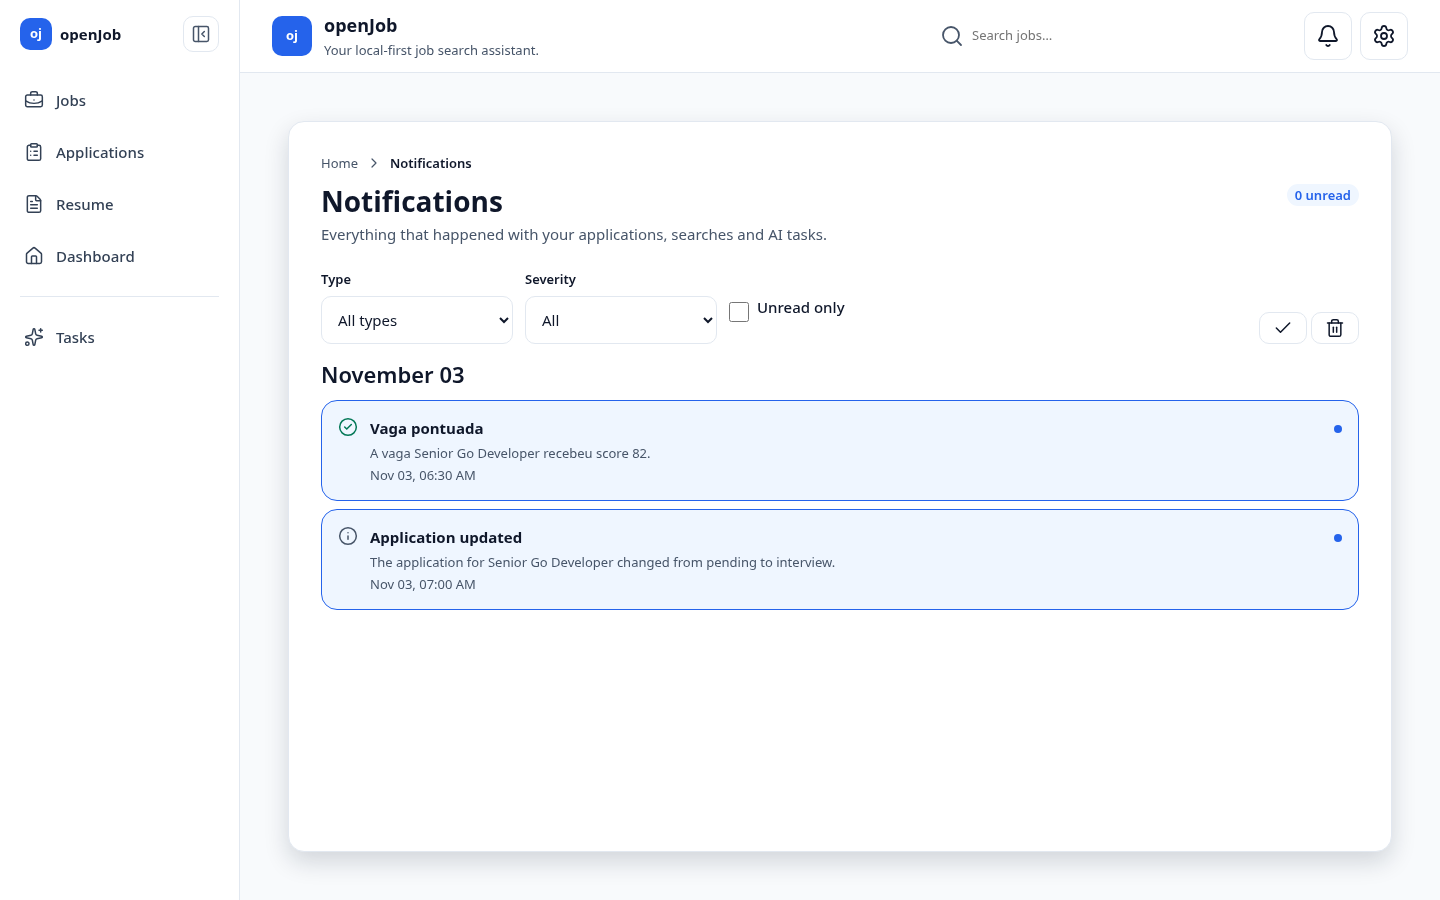 oj openJob
Jobs
Applications
Resume
Dashboard
Tasks
oj openJob
Your local-first job search assistant.
Search jobs...
Home > Notifications
Notifications
0 unread
Everything that happened with your applications, searches and AI tasks.
Type
Severity
All types
All
Unread only
November 03
Vaga pontuada
A vaga Senior Go Developer recebeu score 82.
Nov 03, 06:30 AM
Application updated
The application for Senior Go Developer changed from pending to interview.
Nov 03, 07:00 AM